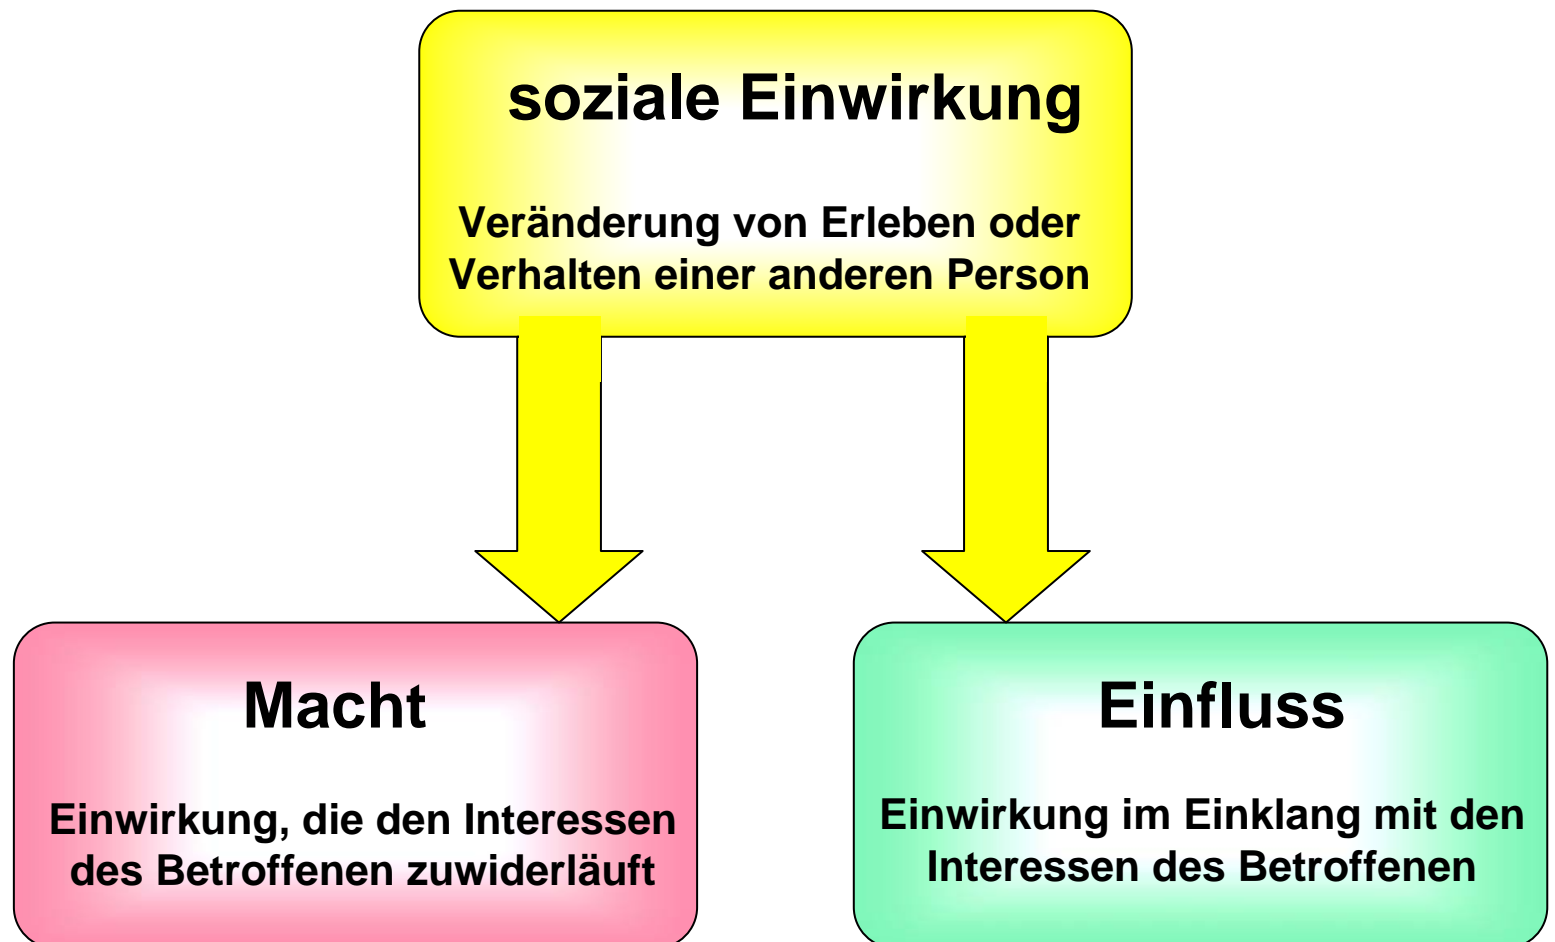 soziale Einwirkung
Veränderung von Erleben oder
Verhalten einer anderen Person
Macht
Einwirkung, die den Interessen
des Betroffenen zuwiderläuft
Einfluss
Einwirkung im Einklang mit den
Interessen des Betroffenen